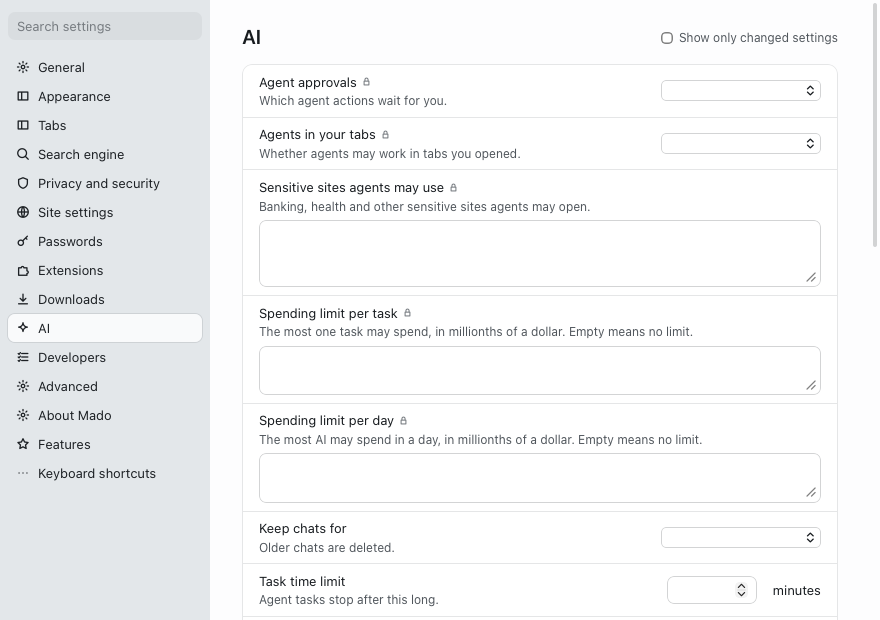 Search settings
General
Appearance
Tabs
Search engine
Privacy and security
Site settings
Passwords
Extensions
Downloads
AI
Developers
Advanced
About Mado
Features
Keyboard shortcuts
AI
Show only changed settings
Agent approvals
Which agent actions wait for you.
Agents in your tabs
Whether agents may work in tabs you opened.
Sensitive sites agents may use
Banking, health and other sensitive sites agents may open.
Spending limit per task
The most one task may spend, in millionths of a dollar. Empty means no limit.
Spending limit per day
The most AI may spend in a day, in millionths of a dollar. Empty means no limit.
Keep chats for
Older chats are deleted.
Task time limit
Agent tasks stop after this long.
minutes